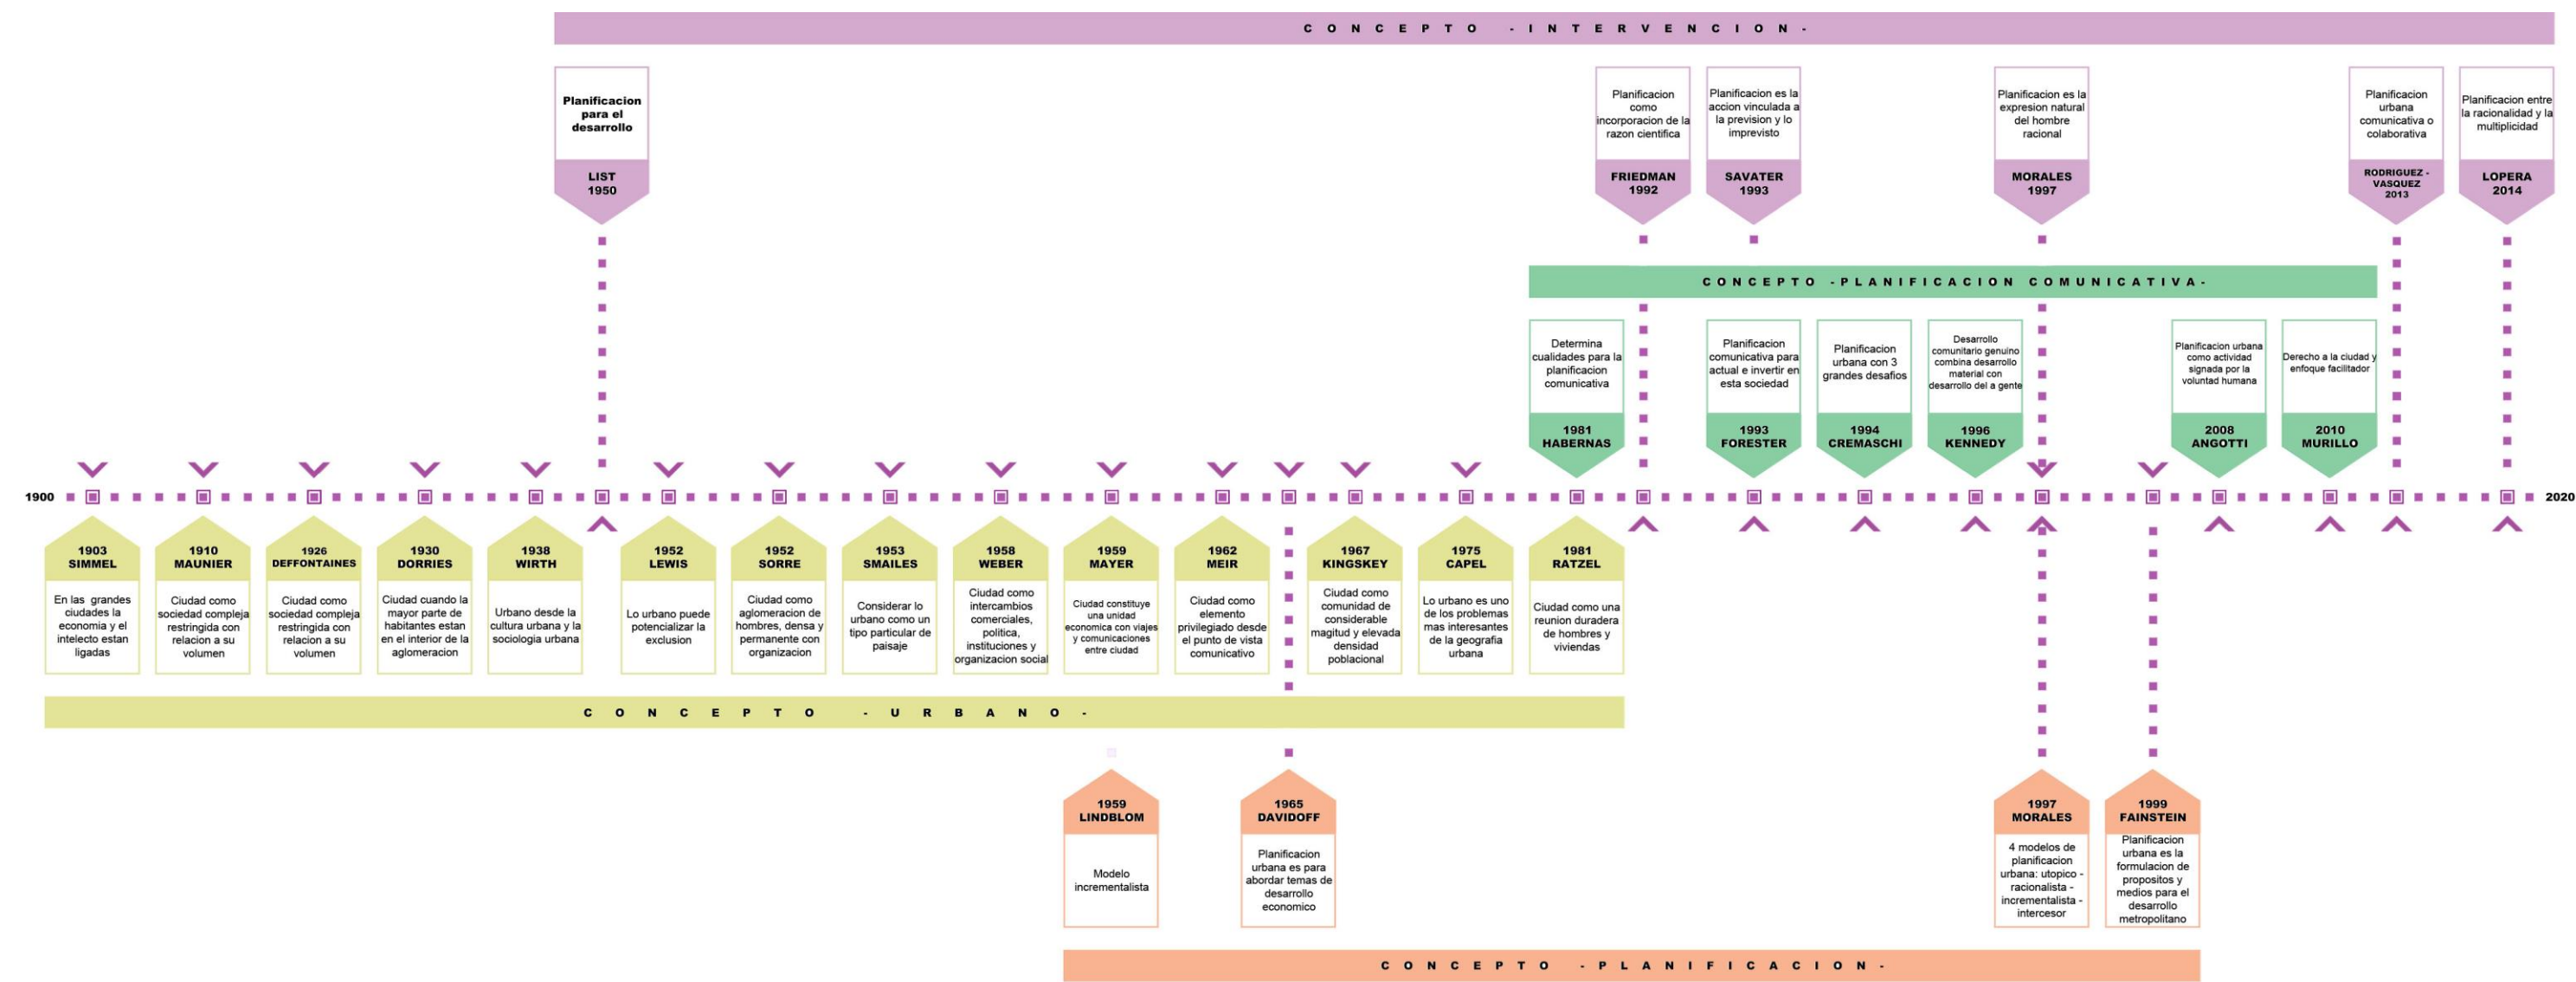 CONCEPTO -INTERVENCION-
Planificacion
para el
desarrollo
LIST
1950
Planificacion
como
incorporacion de la
razon cientifica
FRIEDMAN
1992
Planificacion es la
accion vinculada a
la prevision y lo
imprevisto
SAVATER
1993
Planificacion es la
expresion natural
del hombre
racional
MORALES
1997
Planificacion
urbana
comunicativa o
colaborativa
RODRIGUEZ -
VASQUEZ
2013
Planificacion entre
la racionalidad y la
multiplicidad
LOPERA
2014
CONCEPTO -PLANIFICACION COMUNICATIVA-
Determina
cualidades para la
planificacion
comunicativa
1981
HABERNAS
Planificacion
comunicativa para
actual e invertir en
esta sociedad
1993
FORESTER
Planificacion
urbana con 3
grandes desafios
1994
CREMASCHI
Desarrollo
comunitario genuino
combina desarrollo
material con
desarrollo del a gente
1996
KENNEDY
Planificacion urbana
como actividad
signada por la
voluntad humana
2008
ANGOTTI
Derecho a la ciudad y
enfoque facilitador
2010
MURILLO
1900
2020
1903
SIMMEL
En las grandes
ciudades la
economia y el
intelecto estan
ligadas
1910
MAUNIER
Ciudad como
sociedad compleja
restringida con
relacion a su
volumen
1926
DEFFONTAINES
Ciudad como
sociedad compleja
restringida con
relacion a su
volumen
1930
DORRIES
Ciudad cuando la
mayor parte de
habitantes estan
en el interior de la
aglomeracion
1938
WIRTH
Urbano desde la
cultura urbana y la
sociologia urbana
1952
LEWIS
Lo urbano puede
potencializar la
exclusion
1952
SORRE
Ciudad como
aglomeracion de
hombres, densa y
permanente con
organizacion
1953
SMAILES
Considerar lo
urbano como un
tipo particular de
paisaje
1958
WEBER
Ciudad como
intercambios
comerciales,
politica,
instituciones y
organizacion social
1959
MAYER
Ciudad constituye
una unidad
economica con viajes
y comunicaciones
entre ciudad
1962
MEIR
Ciudad como
elemento
privilegiado desde
el punto de vista
comunicativo
1967
KINGSKEY
Ciudad como
comunidad de
considerable
magitud y elevada
densidad
poblacional
1975
CAPEL
Lo urbano es uno
de los problemas
mas interesantes
de la geografia
urbana
1981
RATZEL
Ciudad como una
reunion duradera
de hombres y
viviendas
CONCEPTO -URBANO-
1959
LINDBLOM
Modelo
incrementalista
1965
DAVIDOFF
Planificacion
urbana es para
abordar temas de
desarrollo
economico
1997
MORALES
4 modelos de
planificacion
urbana: utopico -
racionalista -
incrementalista -
intercesor
1999
FAINSTEIN
Planificacion
urbana es la
formulacion de
propositos y
medios para el
desarrollo
metropolitano
CONCEPTO -PLANIFICACION-